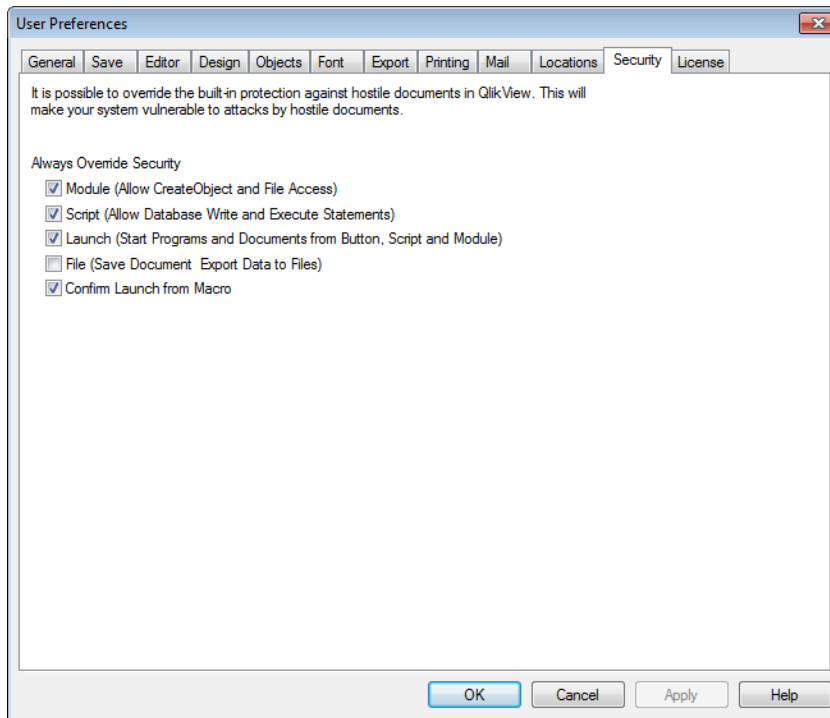 User Preferences
General Save Editor Design Objects Font Export Printing Mail Locations Security License
It is possible to override the built-in protection against hostile documents in QlikView. This will
make your system vulnerable to attacks by hostile documents.
Always Override Security
Module (Allow CreateObject and File Access)
Script (Allow Database Write and Execute Statements)
Launch (Start Programs and Documents from Button, Script and Module)
File (Save Document Export Data to Files)
Confirm Launch from Macro
OK Cancel Apply Help